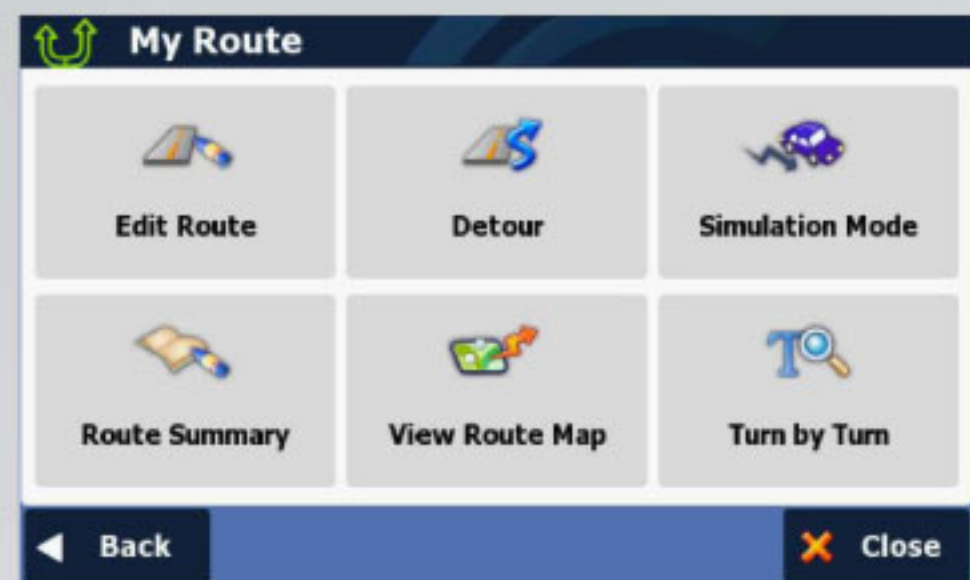 My Route
Edit Route
Detour
Simulation Mode
Route Summary
View Route Map
Turn by Turn
Back
Close